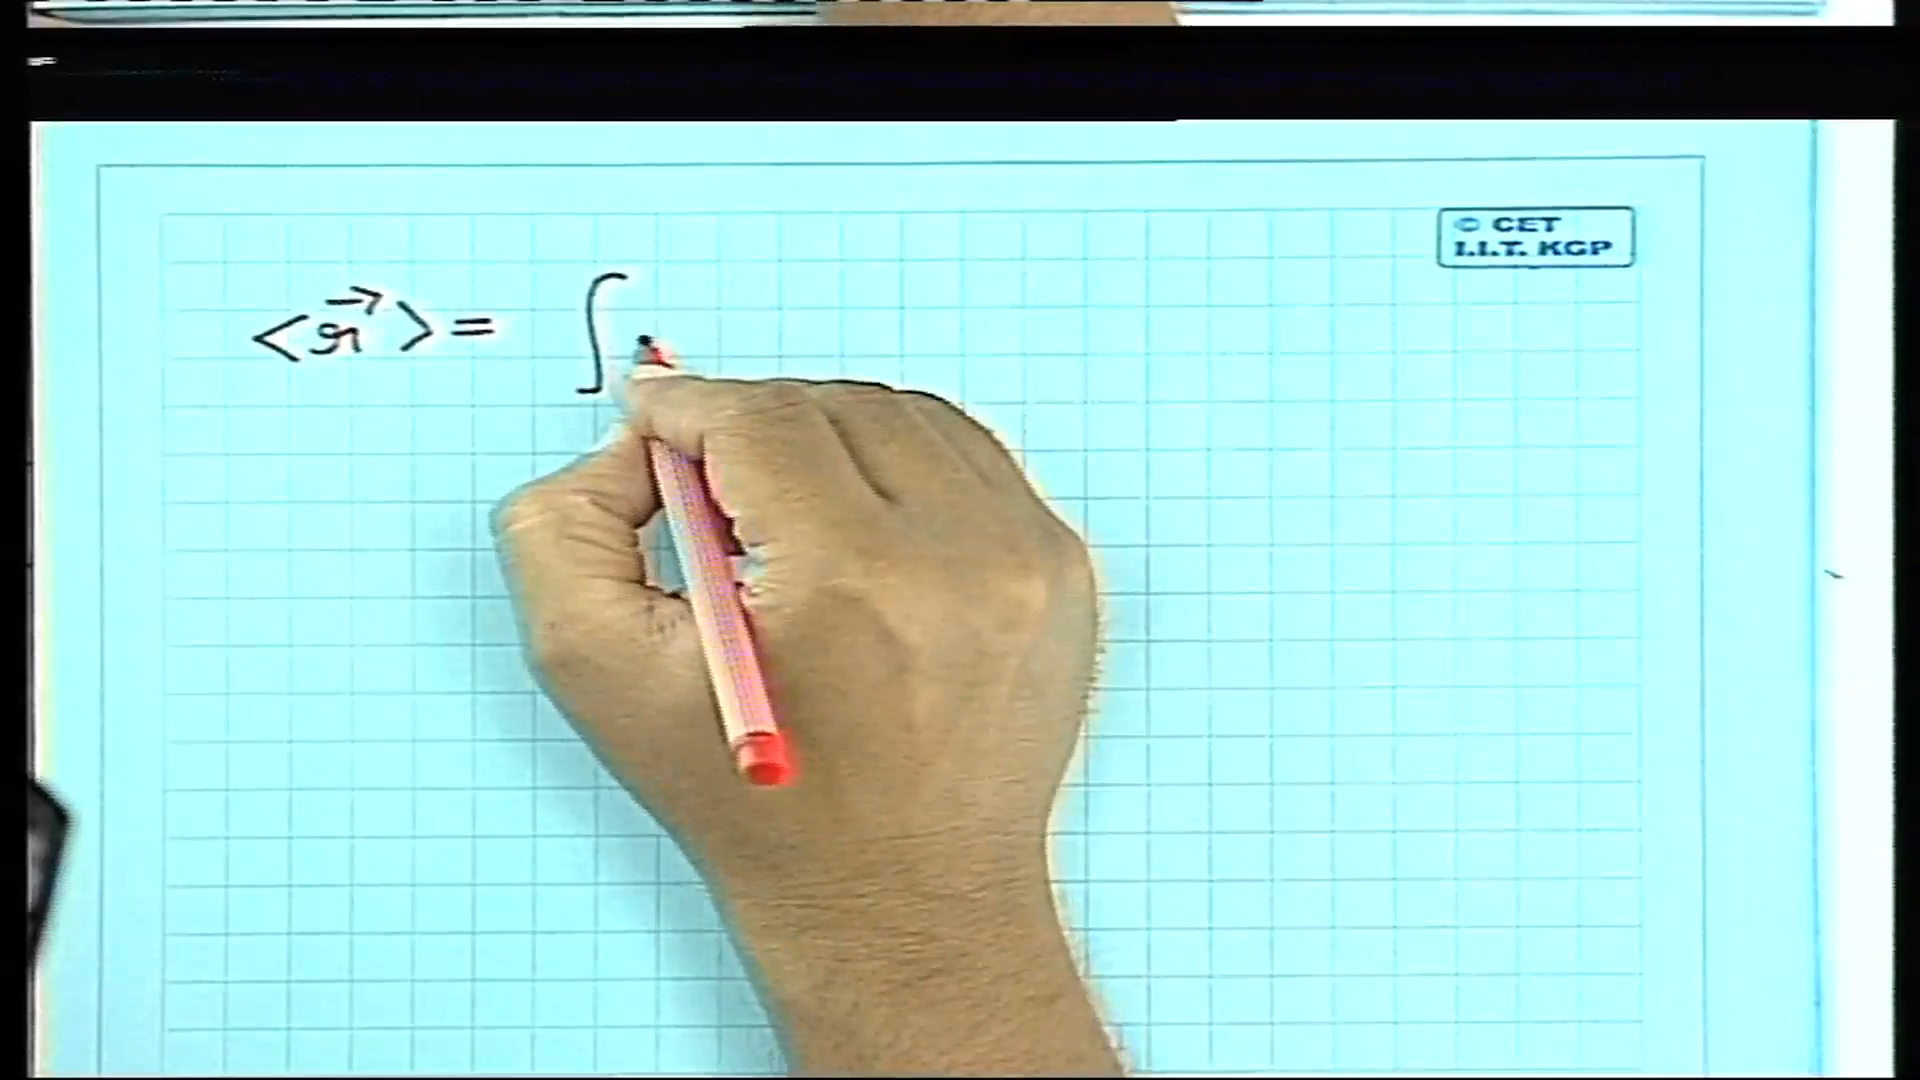 © CET
I.I.T. KGP
<r⃗> = ∫